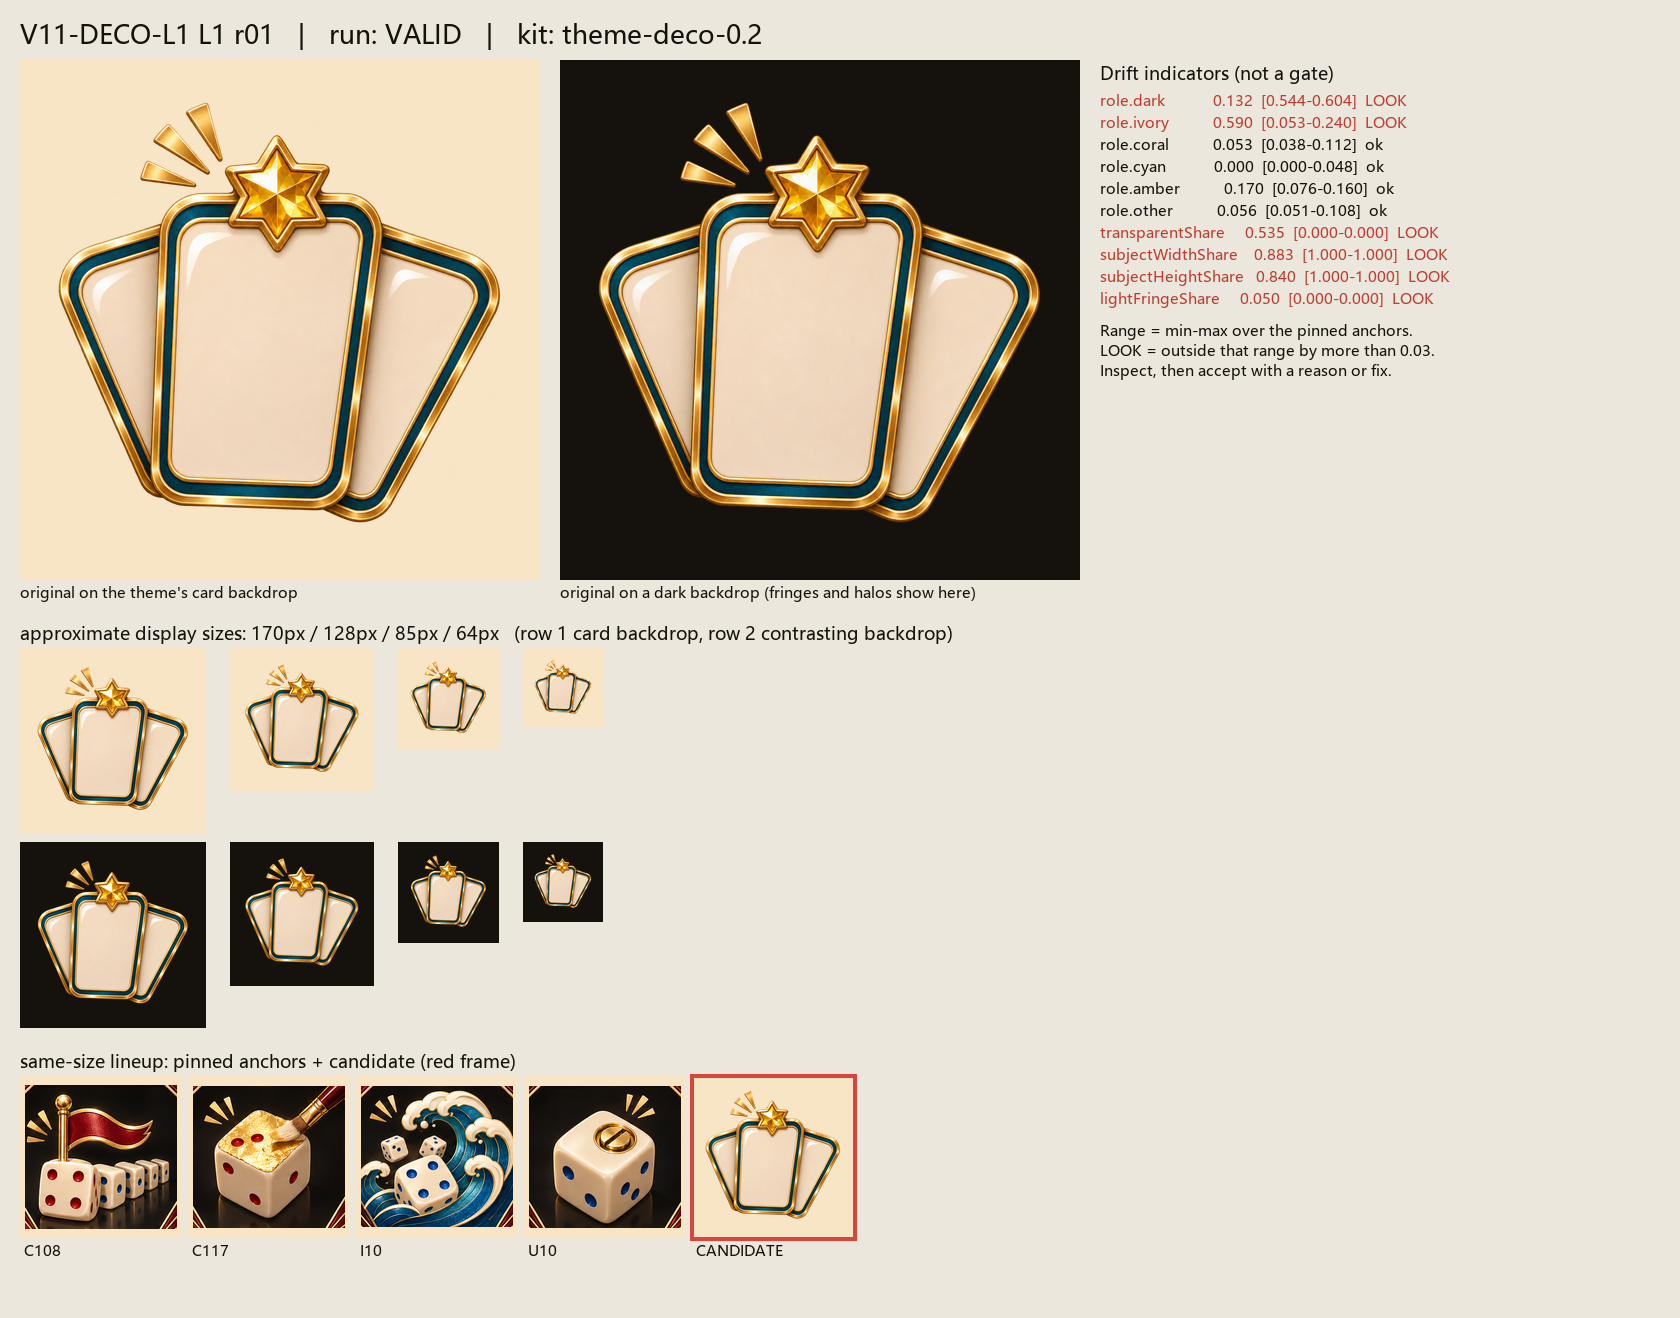 V11-DECO-L1 L1 r01 | run: VALID | kit: theme-deco-0.2
Drift indicators (not a gate)
role.dark 0.132 [0.544-0.604] LOOK
role.ivory 0.590 [0.053-0.240] LOOK
role.coral 0.053 [0.038-0.112] ok
role.cyan 0.000 [0.000-0.048] ok
role.amber 0.170 [0.076-0.160] ok
role.other 0.056 [0.051-0.108] ok
transparentShare 0.535 [0.000-0.000] LOOK
subjectWidthShare 0.883 [1.000-1.000] LOOK
subjectHeightShare 0.840 [1.000-1.000] LOOK
lightFringeShare 0.050 [0.000-0.000] LOOK
Range = min-max over the pinned anchors.
LOOK = outside that range by more than 0.03.
Inspect, then accept with a reason or fix.
original on the theme's card backdrop
original on a dark backdrop (fringes and halos show here)
approximate display sizes: 170px / 128px / 85px / 64px (row 1 card backdrop, row 2 contrasting backdrop)
same-size lineup: pinned anchors + candidate (red frame)
C108
C117
I10
U10
CANDIDATE